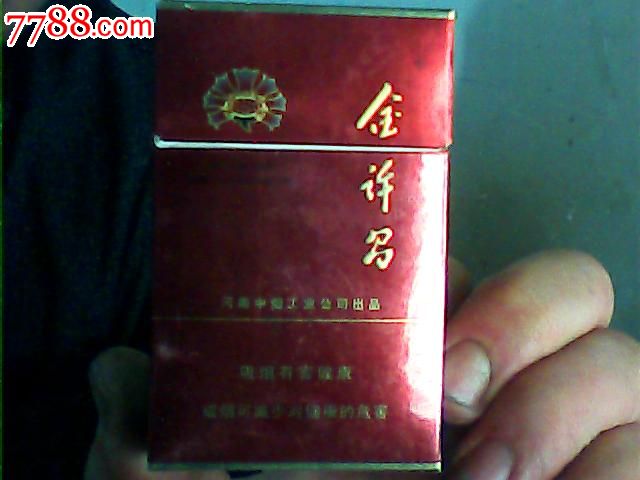 7788.com
金许昌
河南中烟工业公司出品
吸烟有害健康
戒烟可减少对健康的危害